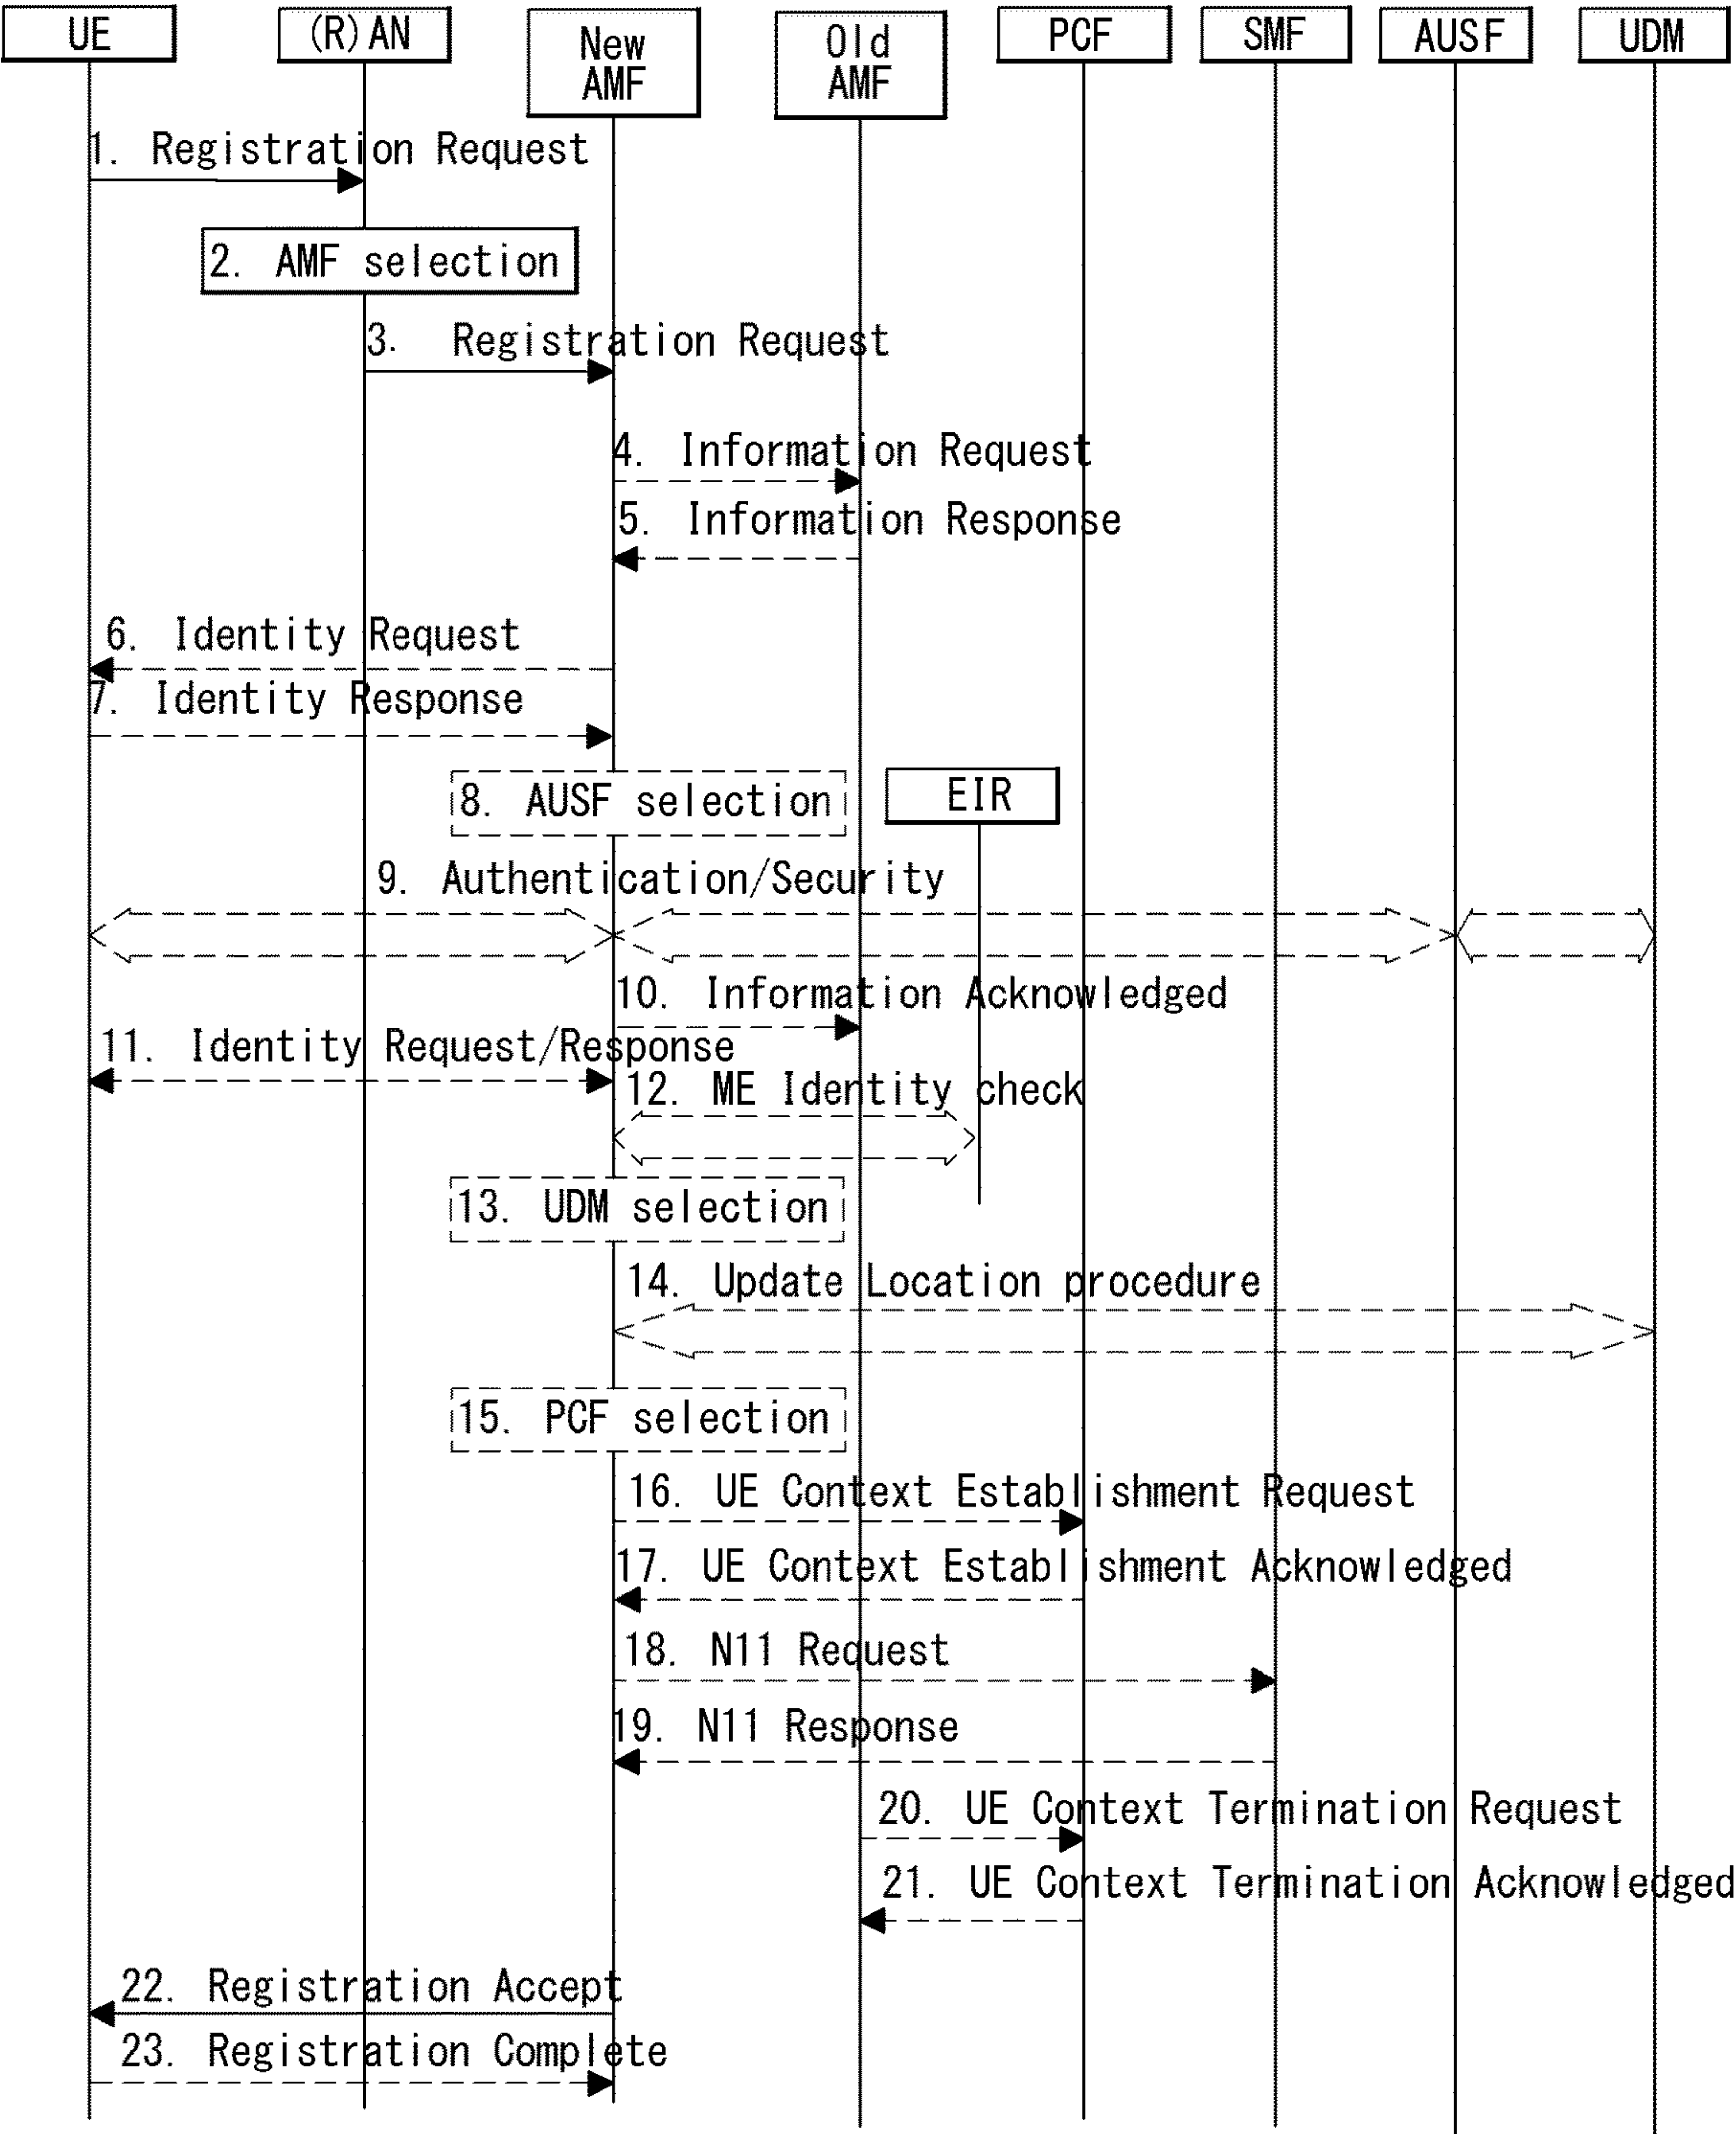 UE
(R)AN
New
AMF
Old
AMF
PCF
SMF
AUSF
UDM
1. Registration Request
2. AMF selection
3. Registration Request
4. Information Request
5. Information Response
6. Identity Request
7. Identity Response
8. AUSF selection
EIR
9. Authentication/Security
10. Information Acknowledged
11. Identity Request/Response
12. ME Identity check
13. UDM selection
14. Update Location procedure
15. PCF selection
16. UE Context Establishment Request
17. UE Context Establishment Acknowledged
18. N11 Request
19. N11 Response
20. UE Context Termination Request
21. UE Context Termination Acknowledged
22. Registration Accept
23. Registration Complete